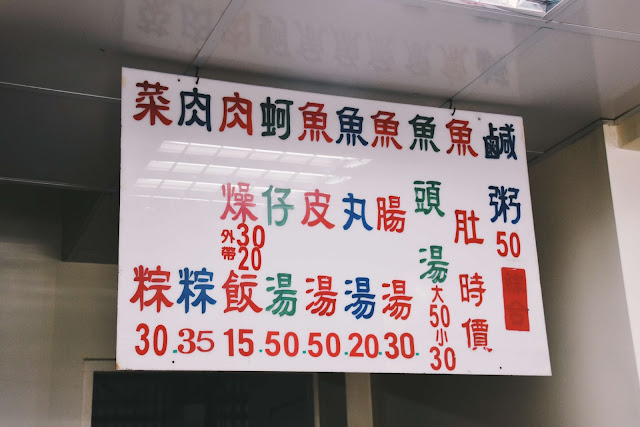 鹹粥 50
魚肚時價
魚頭湯 大50 小30
魚腸湯 30
魚丸湯 20
魚皮湯 50
蚵仔湯 50
肉燥 外帶 30 20 飯 15
肉粽 35
菜粽 30